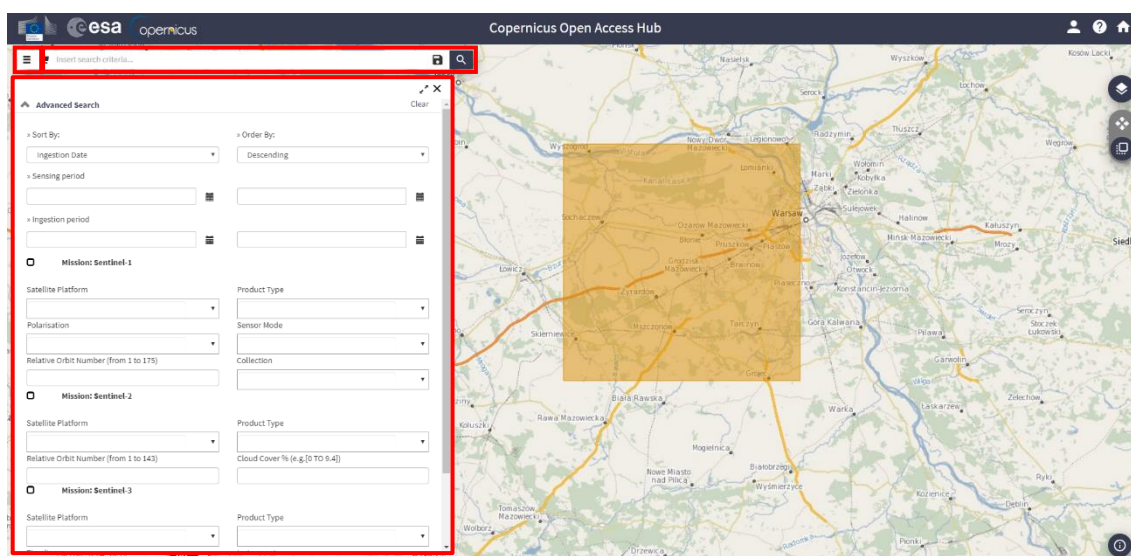 esa opernicus Copernicus Open Access Hub
Insert search criteria...
Advanced Search Clear
» Sort By: » Order By:
Ingestion Date Descending
» Sensing period
» Ingestion period
Mission: Sentinel-1
Satellite Platform Product Type
Polarisation Sensor Mode
Relative Orbit Number (from 1 to 175) Collection
Mission: Sentinel-2
Satellite Platform Product Type
Relative Orbit Number (from 1 to 143) Cloud Cover % (e.g.[0 TO 9.4])
Mission: Sentinel-3
Satellite Platform Product Type
Nasielsk
Wyszków
Kosów Lacki
Łochów
Serock
Radzymin
Tłuszcz
Węgrów
Nowy Dwór Mazowiecki
Legionowo
Wyszogród
Łomianki
Wołomin
Kobyłka
Marki
Ząbki
Zielonka
Sulejówek
Warsaw
Halinow
Kałuszyn
Mińsk Mazowiecki
Mrozy
Siedl
Sochaczew
Ożarów Mazowiecki
Błonie
Pruszków
Piastów
Grodzisk Mazowiecki
Brwinów
Józefów
Otwock
Łowicz
Żyrardów
Piaseczno
Konstancin-Jeziorna
Mszczonów
Tarczyn
Góra Kalwaria
Pilawa
Seroczyn
Stoczek Łukowski
Skierniewice
Garwolin
Grójec
Biała Rawska
Rawa Mazowiecka
Warka
Łaskarzew
Żelechów
Koluszki
Mogielnica
Nowe Miasto nad Pilicą
Białobrzegi
Wyśmierzyce
Ryki
Kozienice
Dęblin
Tomaszów Mazowiecki
Wolbórz
Drzewica
Pionki